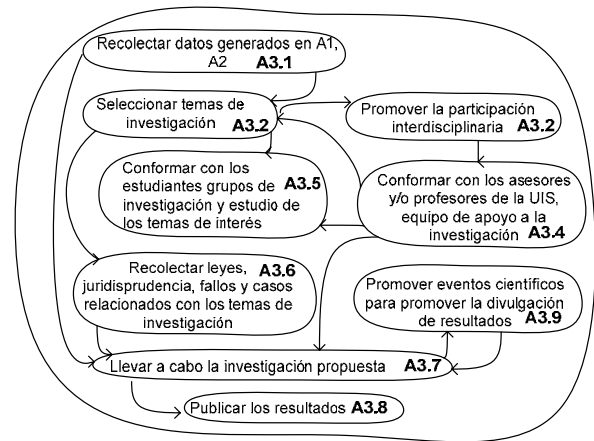 Recolectar datos generados en A1,
A2 A3.1
Seleccionar temas de
investigación A3.2
Promover la participación
interdisciplinaria A3.2
Conformar con los
estudiantes grupos de A3.5
investigación y estudio de
los temas de interés
Conformar con los asesores
y/o profesores de la UIS,
equipo de apoyo a la
investigación A3.4
Recolectar leyes, A3.6
juridisprudencia, fallos y casos
relacionados con los temas de
investigación
Promover eventos científicos
para promover la divulgación
de resultados A3.9
Llevar a cabo la investigación propuesta A3.7
Publicar los resultados A3.8